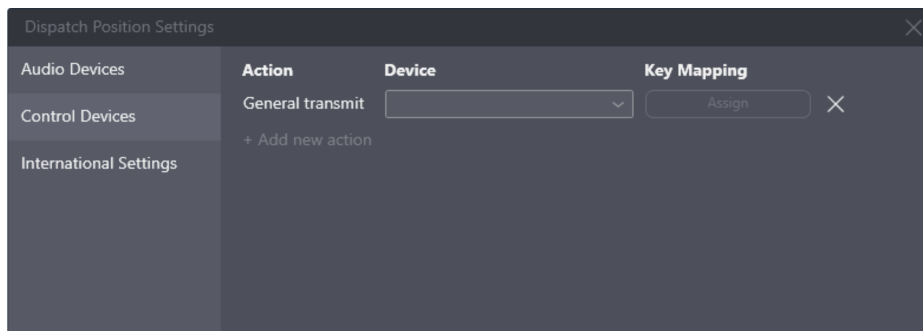 Dispatch Position Settings
Audio Devices
Control Devices
International Settings
Action Device Key Mapping
General transmit Assign
+ Add new action